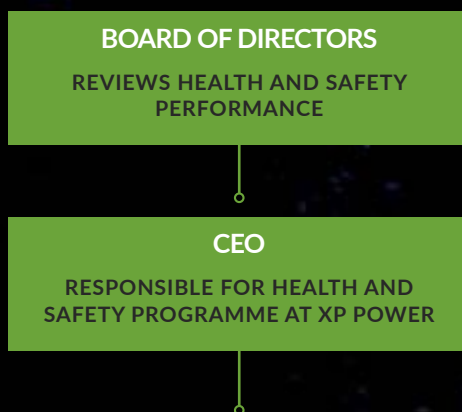 BOARD OF DIRECTORS
REVIEWS HEALTH AND SAFETY
PERFORMANCE
CEO
RESPONSIBLE FOR HEALTH AND
SAFETY PROGRAMME AT XP POWER